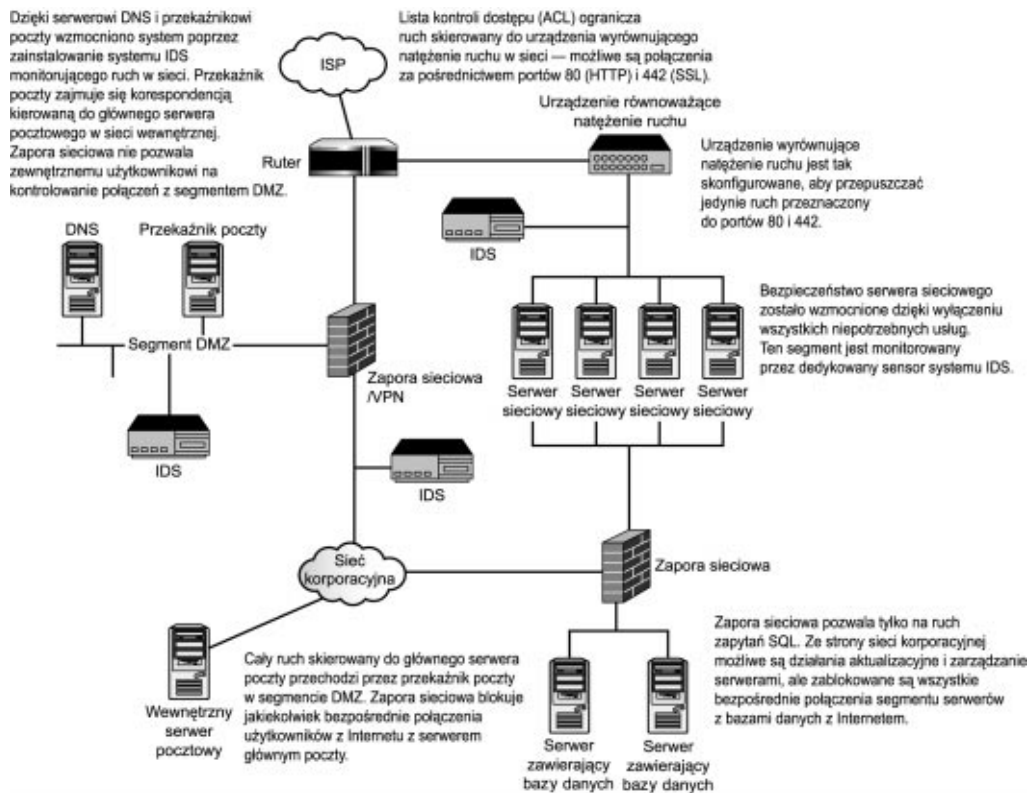 Dzięki serwerowi DNS i przekaźnikowi
poczty wzmocniono system poprzez
zainstalowanie systemu IDS
monitorującego ruch w sieci. Przekaźnik
poczty zajmuje się korespondencją
kierowaną do głównego serwera
pocztowego w sieci wewnętrznej.
Zapora sieciowa nie pozwala
zewnętrznemu użytkownikowi na
kontrolowanie połączeń z segmentem DMZ.
ISP
Lista kontroli dostępu (ACL) ogranicza
ruch skierowany do urządzenia wyrównującego
natężenie ruchu w sieci — możliwe są połączenia
za pośrednictwem portów 80 (HTTP) i 442 (SSL).
Urządzenie równoważące
natężenie ruchu
Ruter
Urządzenie wyrównujące
natężenie ruchu jest tak
skonfigurowane, aby przepuszczać
jedynie ruch przeznaczony
do portów 80 i 442.
IDS
DNS
Przekaźnik poczty
Segment DMZ
Zapora sieciowa
/VPN
IDS
IDS
Bezpieczeństwo serwera sieciowego
zostało wzmocnione dzięki wyłączeniu
wszystkich niepotrzebnych usług.
Ten segment jest monitorowany
przez dedykowany sensor systemu IDS.
Serwer Serwer Serwer Serwer
sieciowy sieciowy sieciowy sieciowy
Sieć
korporacyjna
Zapora sieciowa
Wewnętrzny
serwer
pocztowy
Cały ruch skierowany do głównego serwera
poczty przechodzi przez przekaźnik poczty
w segmencie DMZ. Zapora sieciowa blokuje
jakiekolwiek bezpośrednie połączenia
użytkowników z Internetu z serwerem
głównym poczty.
Zapora sieciowa pozwala tylko na ruch
zapytań SQL. Ze strony sieci korporacyjnej
możliwe są działania aktualizacyjne i zarządzanie
serwerami, ale zablokowane są wszystkie
bezpośrednie połączenia segmentu serwerów
z bazami danych z Internetem.
Serwer Serwer
zawierający zawierający
bazy danych bazy danych